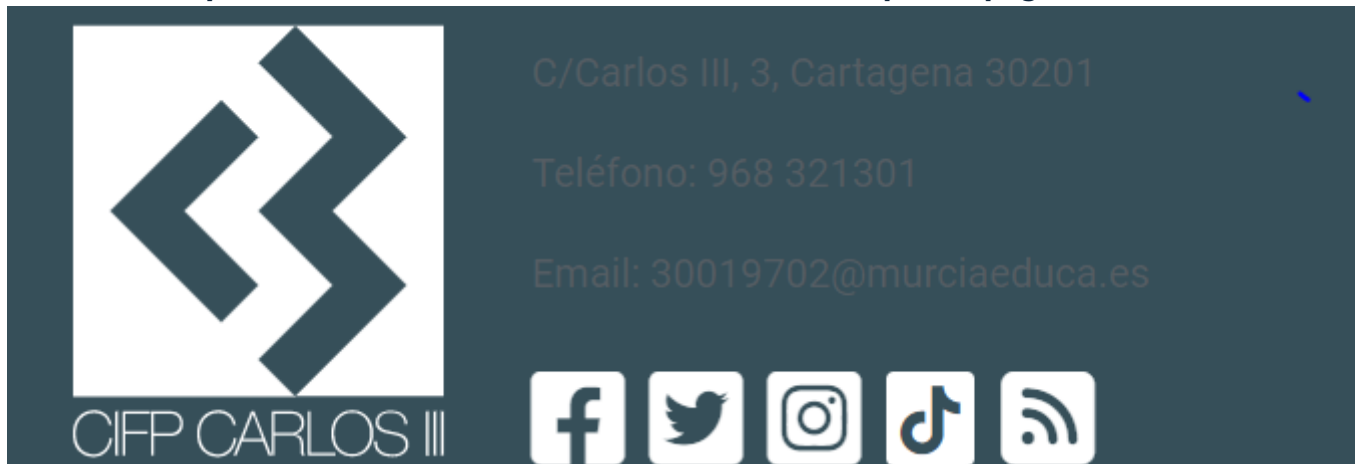 C/Carlos III, 3, Cartagena 30201
Teléfono: 968 321301
Email: 30019702@murciaeduca.es
CIFP CARLOS III